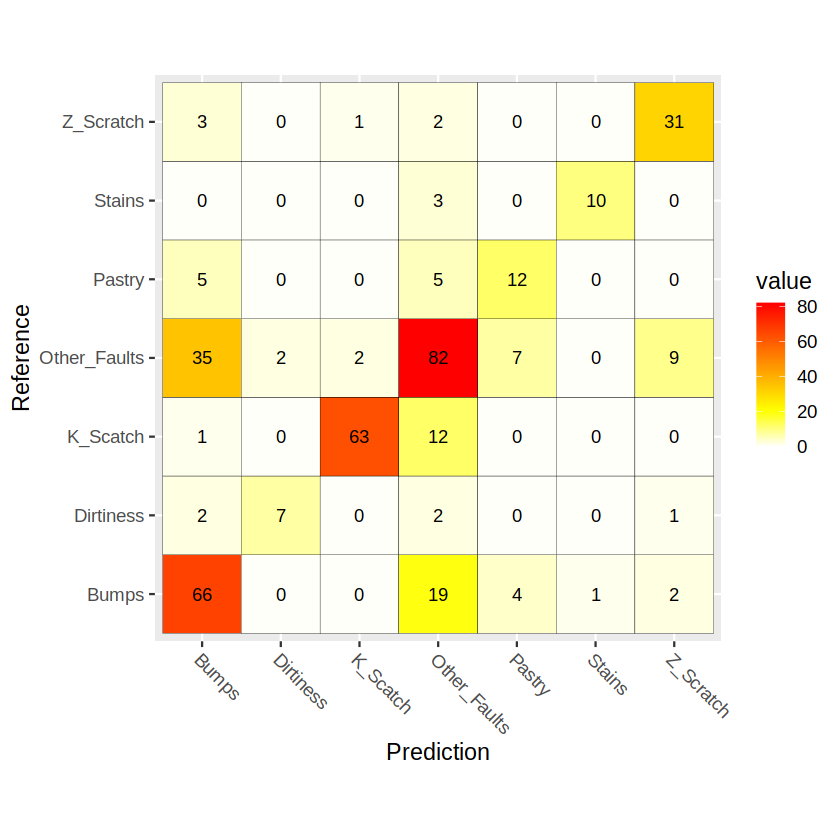 Z_Scratch 3 0 1 2 0 0 31
Stains 0 0 0 3 0 10 0
Pastry 5 0 0 5 12 0 0
Other_Faults 35 2 2 82 7 0 9
K_Scatch 1 0 63 12 0 0 0
Dirtiness 2 7 0 2 0 0 1
Bumps 66 0 0 19 4 1 2
Bumps Dirtiness K_Scatch Other_Faults Pastry Stains Z_Scratch
Prediction
Reference
value
80
60
40
20
0